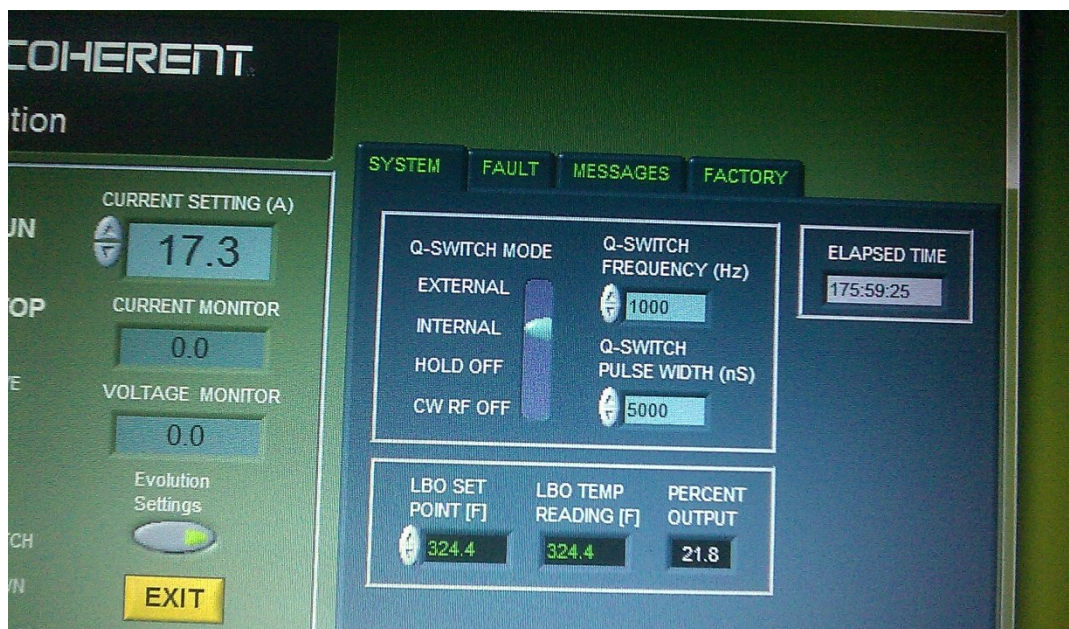 COHERENT
tion
SYSTEM
FAULT
MESSAGES
FACTORY
UN
OP
CURRENT SETTING (A)
17.3
CURRENT MONITOR
0.0
VOLTAGE MONITOR
0.0
Evolution
Settings
CH
EXIT
Q-SWITCH MODE
EXTERNAL
INTERNAL
HOLD OFF
CW RF OFF
Q-SWITCH
FREQUENCY (Hz)
1000
Q-SWITCH
PULSE WIDTH (nS)
5000
ELAPSED TIME
175:59:25
LBO SET
POINT [F]
324.4
LBO TEMP
READING [F]
324.4
PERCENT
OUTPUT
21.8